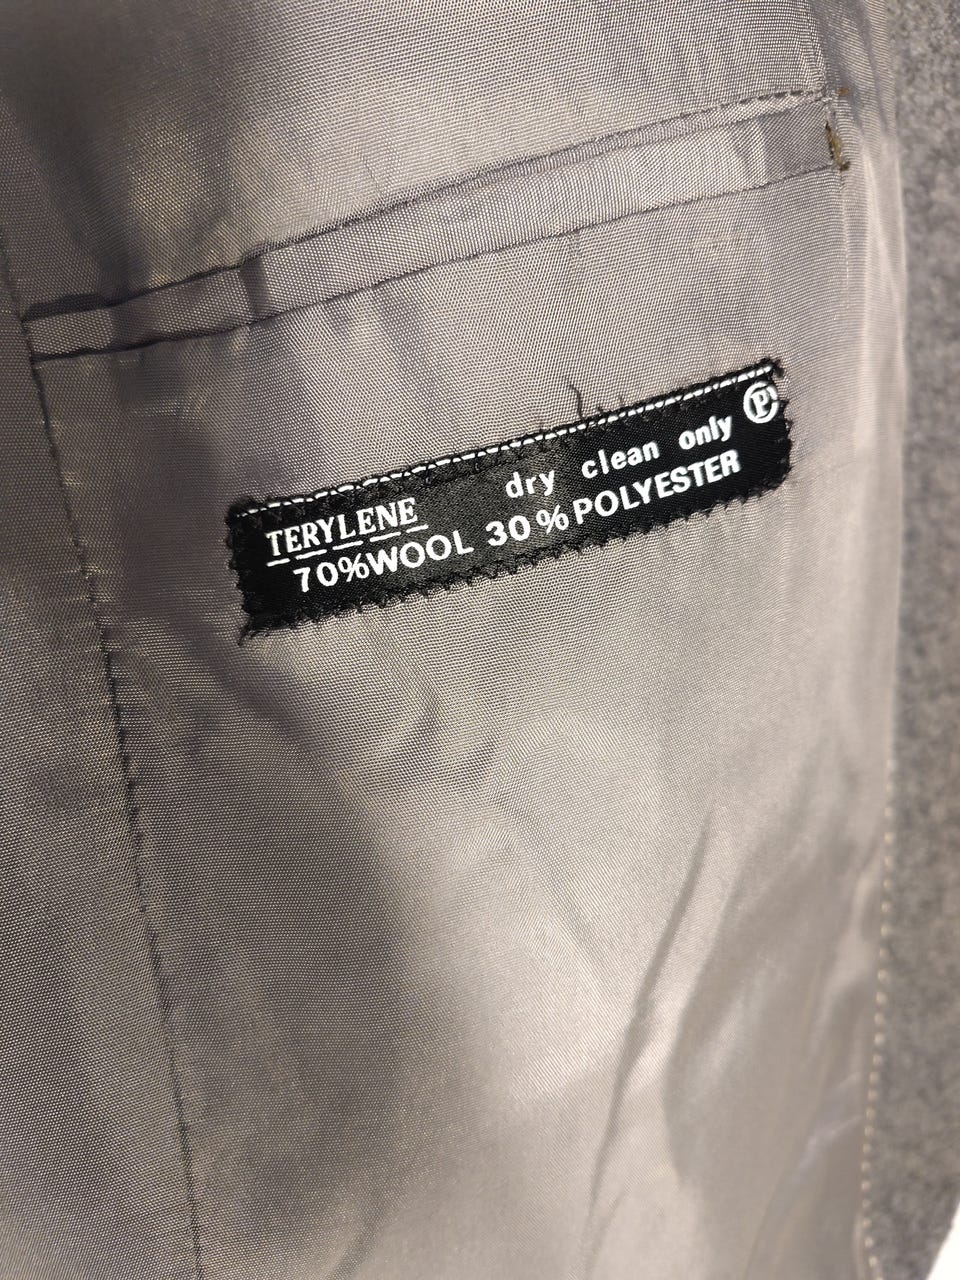 TERYLENE dry clean only Ⓟ
70%WOOL 30% POLYESTER